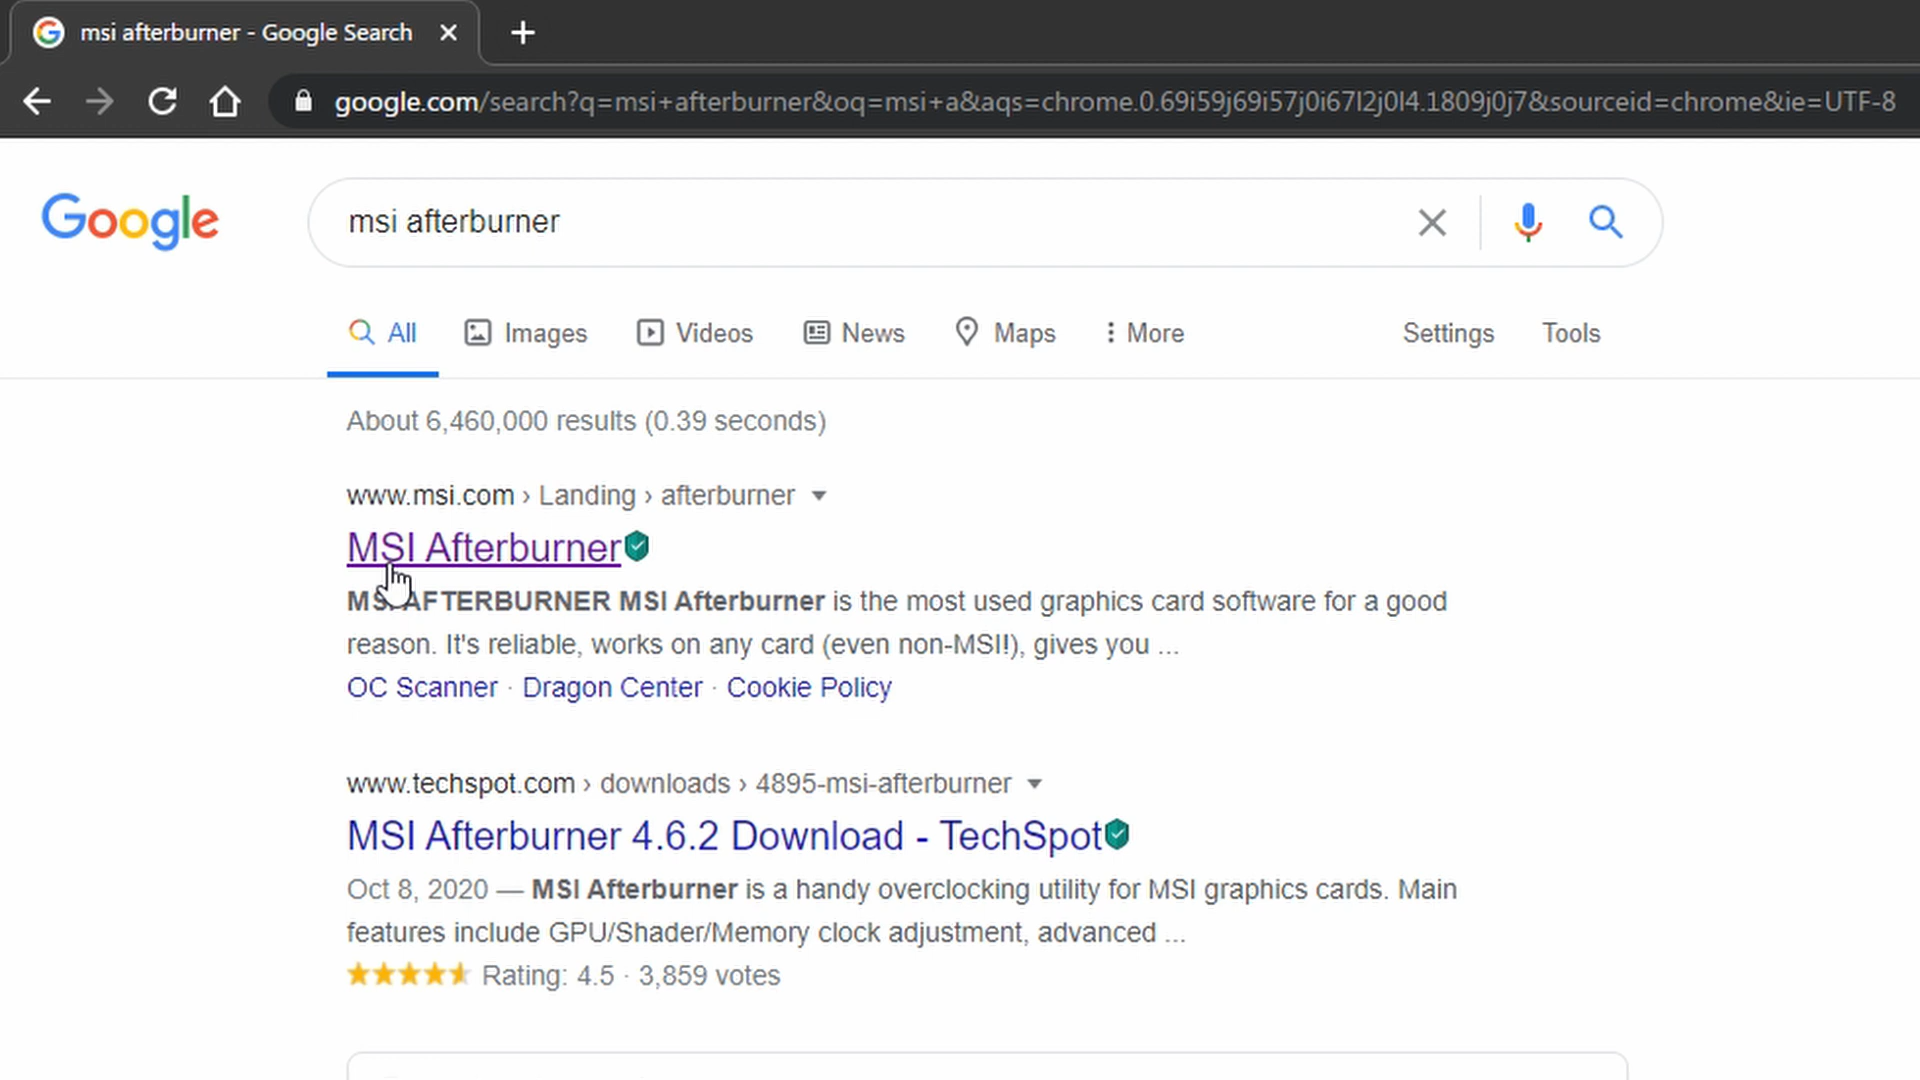 msi afterburner - Google Search
google.com/search?q=msi+afterburner&oq=msi+a&aqs=chrome.0.69i59j69i57j0i67l2j0l4.1809j0j7&sourceid=chrome&ie=UTF-8
Google
msi afterburner
All Images Videos News Maps More Settings Tools
About 6,460,000 results (0.39 seconds)
www.msi.com › Landing › afterburner
MSI Afterburner
MSI AFTERBURNER MSI Afterburner is the most used graphics card software for a good
reason. It's reliable, works on any card (even non-MSI!), gives you ...
OC Scanner · Dragon Center · Cookie Policy
www.techspot.com › downloads › 4895-msi-afterburner
MSI Afterburner 4.6.2 Download - TechSpot
Oct 8, 2020 — MSI Afterburner is a handy overclocking utility for MSI graphics cards. Main
features include GPU/Shader/Memory clock adjustment, advanced ...
Rating: 4.5 · 3,859 votes